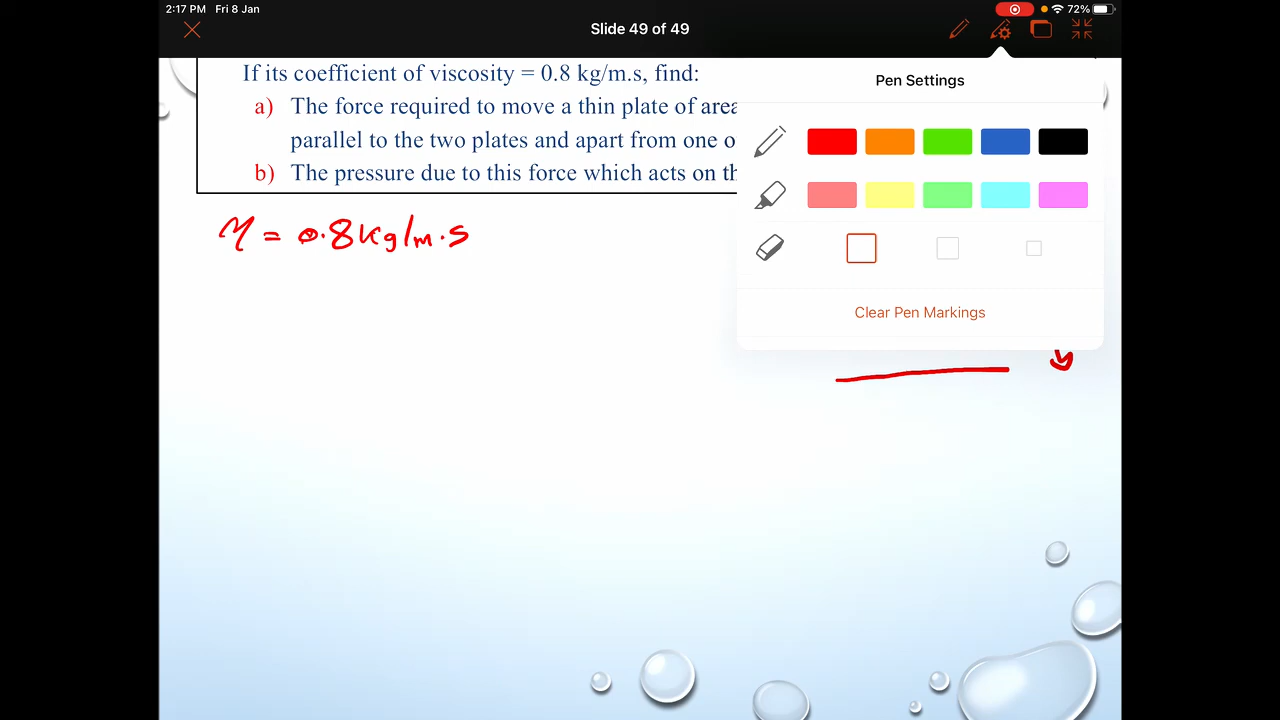 2:17 PM Fri 8 Jan
72%
Slide 49 of 49
Pen Settings
If its coefficient of viscosity = 0.8 kg/m.s, find:
a) The force required to move a thin plate of area
parallel to the two plates and apart from one
b) The pressure due to this force which acts on
η = 0.8 kg/m.s
Clear Pen Markings